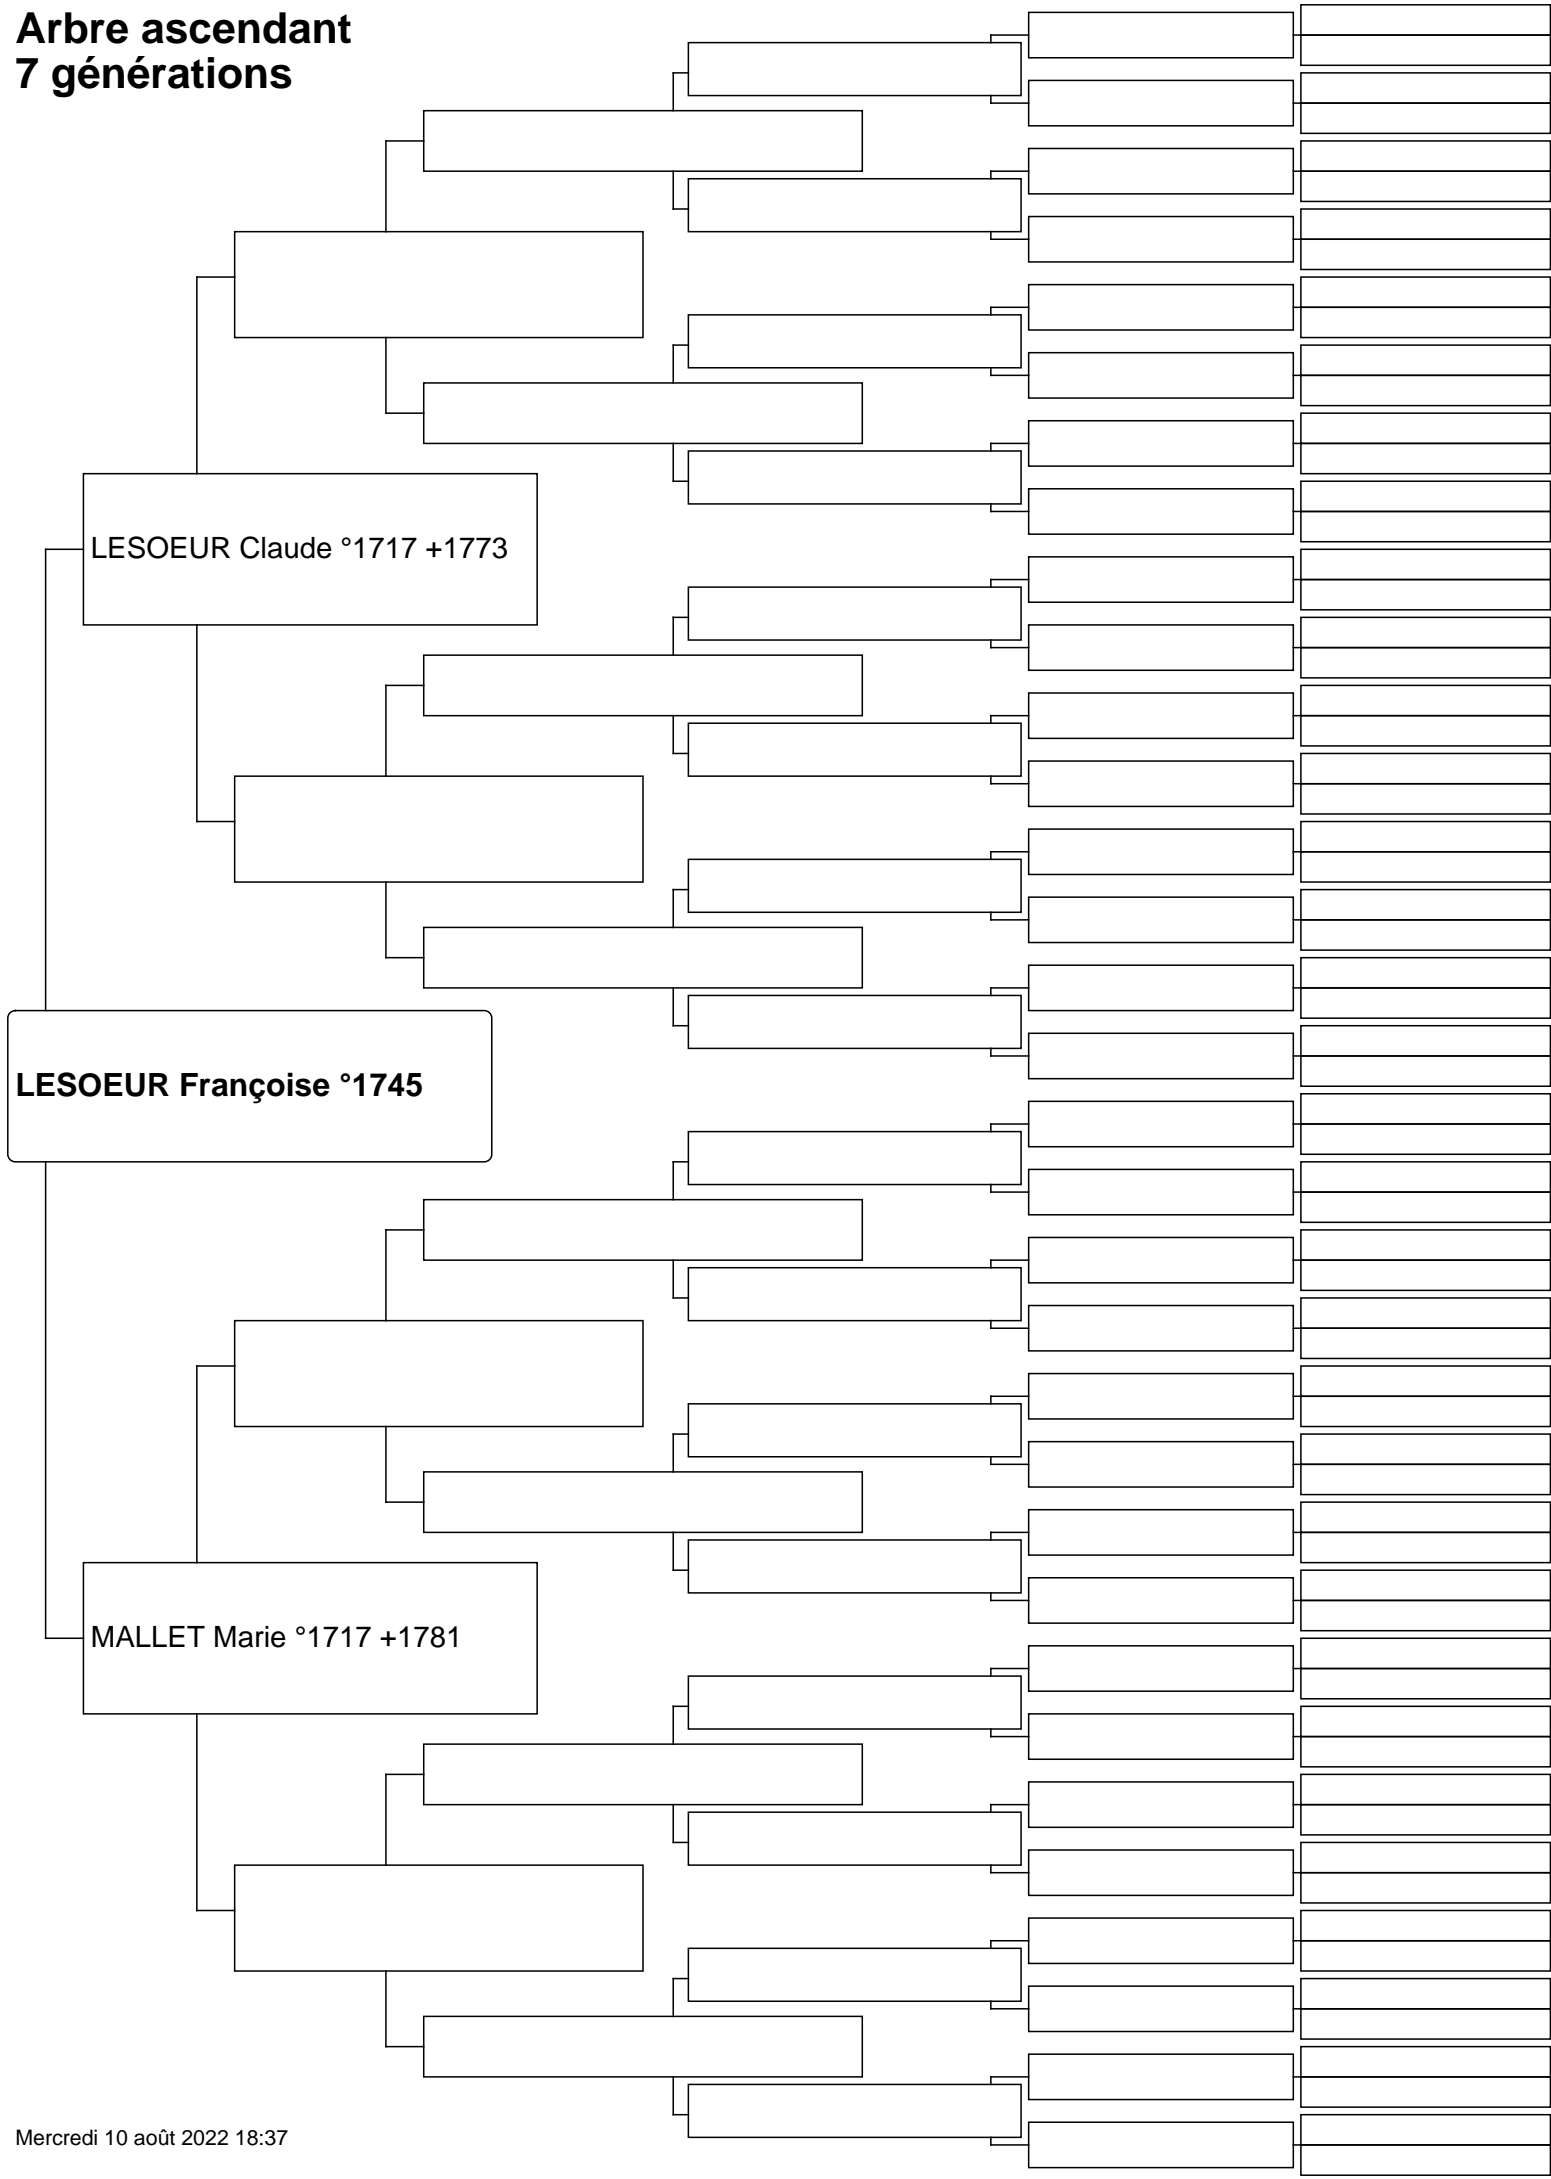 Arbre ascendant
7 générations
LESOEUR Claude °1717 +1773
LESOEUR Françoise °1745
MALLET Marie °1717 +1781
Mercredi 10 août 2022 18:37